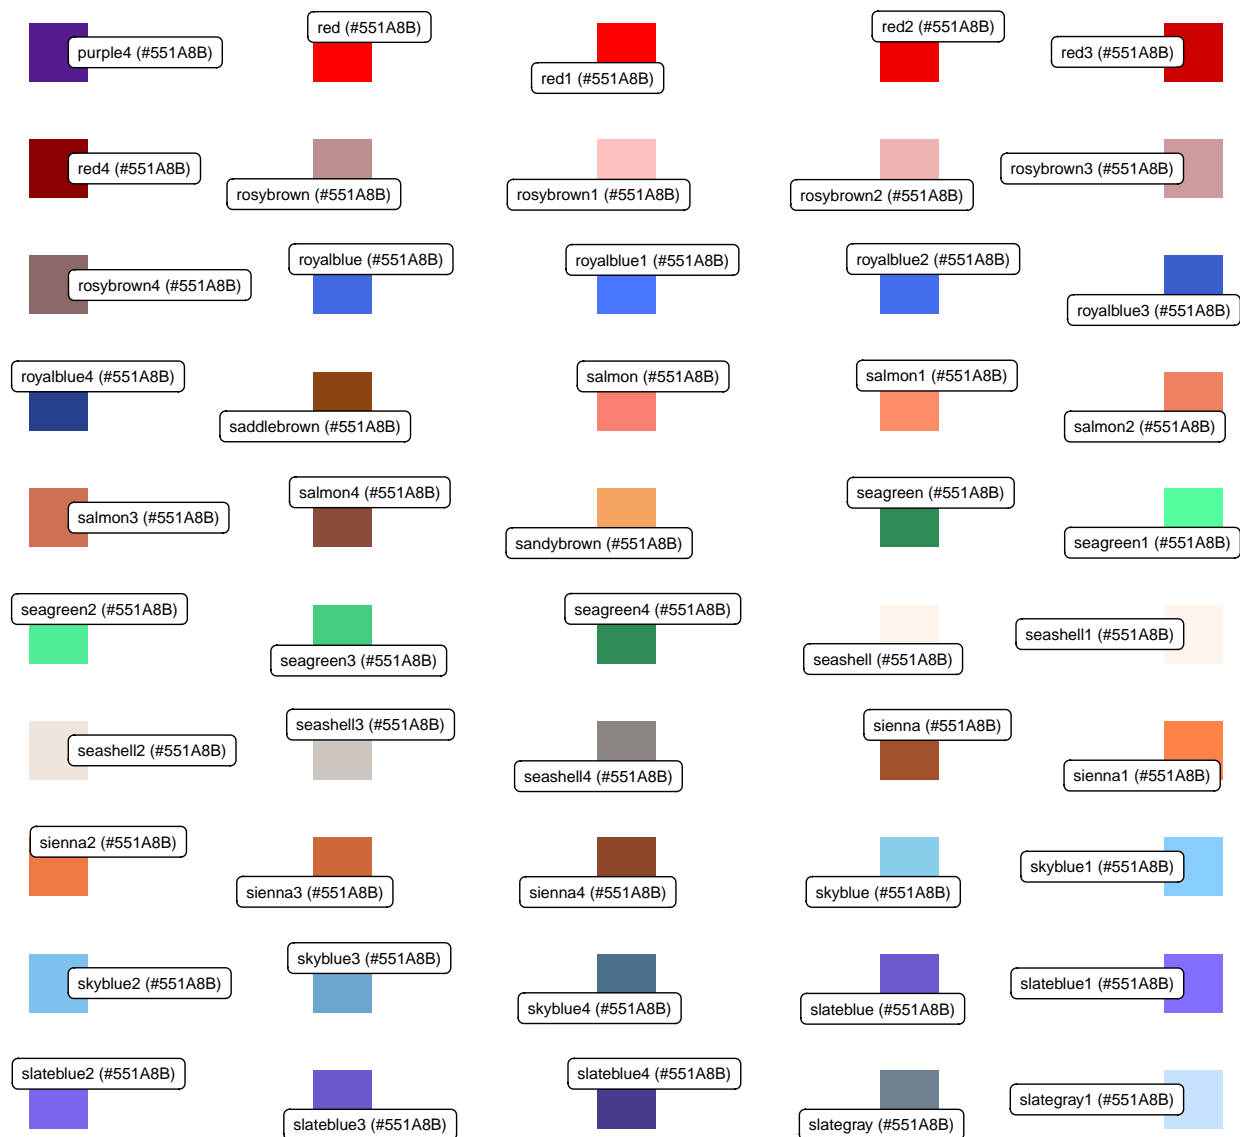 purple4 (#551A8B)
red (#551A8B)
red1 (#551A8B)
red2 (#551A8B)
red3 (#551A8B)
red4 (#551A8B)
rosybrown (#551A8B)
rosybrown1 (#551A8B)
rosybrown2 (#551A8B)
rosybrown3 (#551A8B)
rosybrown4 (#551A8B)
royalblue (#551A8B)
royalblue1 (#551A8B)
royalblue2 (#551A8B)
royalblue3 (#551A8B)
royalblue4 (#551A8B)
saddlebrown (#551A8B)
salmon (#551A8B)
salmon1 (#551A8B)
salmon2 (#551A8B)
salmon3 (#551A8B)
salmon4 (#551A8B)
sandybrown (#551A8B)
seagreen (#551A8B)
seagreen1 (#551A8B)
seagreen2 (#551A8B)
seagreen3 (#551A8B)
seagreen4 (#551A8B)
seashell (#551A8B)
seashell1 (#551A8B)
seashell2 (#551A8B)
seashell3 (#551A8B)
seashell4 (#551A8B)
sienna (#551A8B)
sienna1 (#551A8B)
sienna2 (#551A8B)
sienna3 (#551A8B)
sienna4 (#551A8B)
skyblue (#551A8B)
skyblue1 (#551A8B)
skyblue2 (#551A8B)
skyblue3 (#551A8B)
skyblue4 (#551A8B)
slateblue (#551A8B)
slateblue1 (#551A8B)
slateblue2 (#551A8B)
slateblue3 (#551A8B)
slateblue4 (#551A8B)
slategray (#551A8B)
slategray1 (#551A8B)